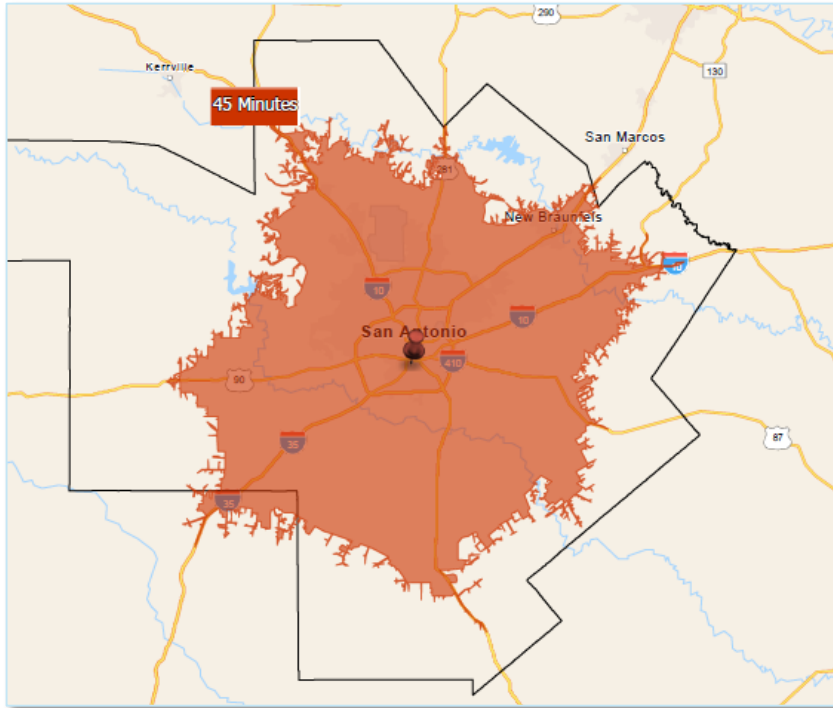 290
Kerrville
130
45 Minutes
San Marcos
281
New Braunfels
10
10
10
San Antonio
410
90
87
35
35